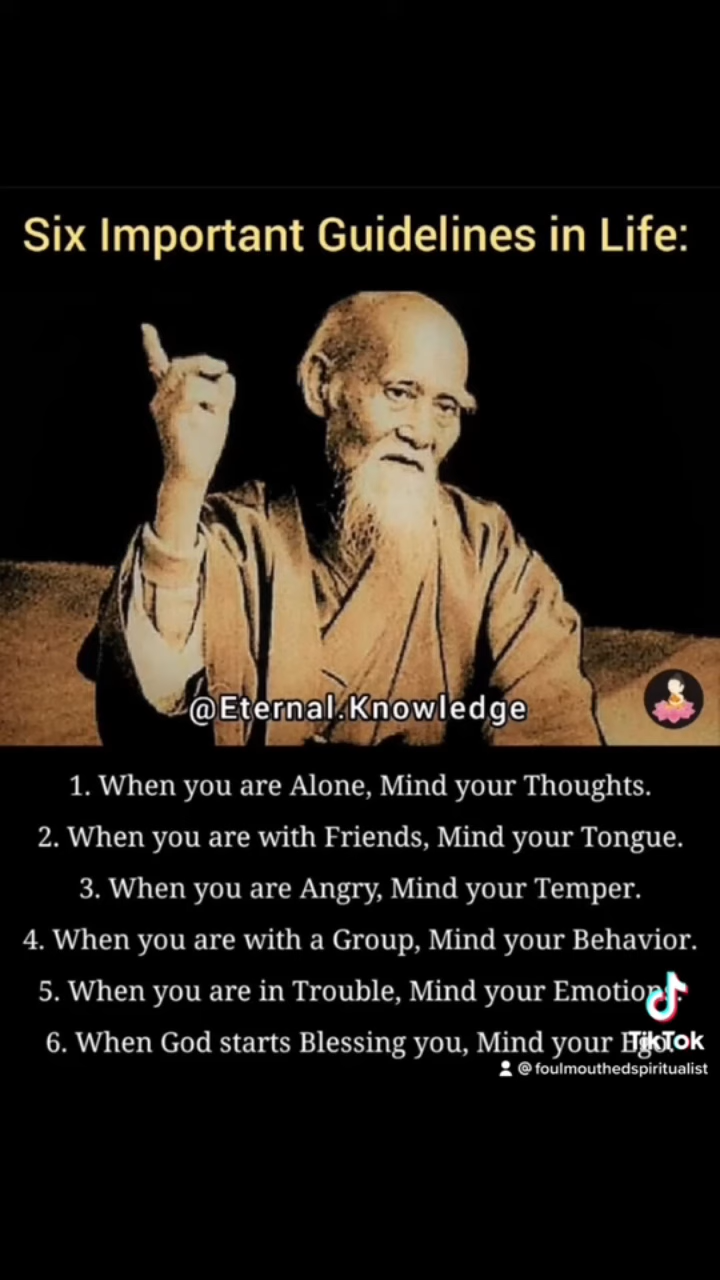 Six Important Guidelines in Life:
@Eternal.Knowledge
1. When you are Alone, Mind your Thoughts.
2. When you are with Friends, Mind your Tongue.
3. When you are Angry, Mind your Temper.
4. When you are with a Group, Mind your Behavior.
5. When you are in Trouble, Mind your Emotions.
6. When God starts Blessing you, Mind your Ego.
TikTok
@foulmouthedspiritualist